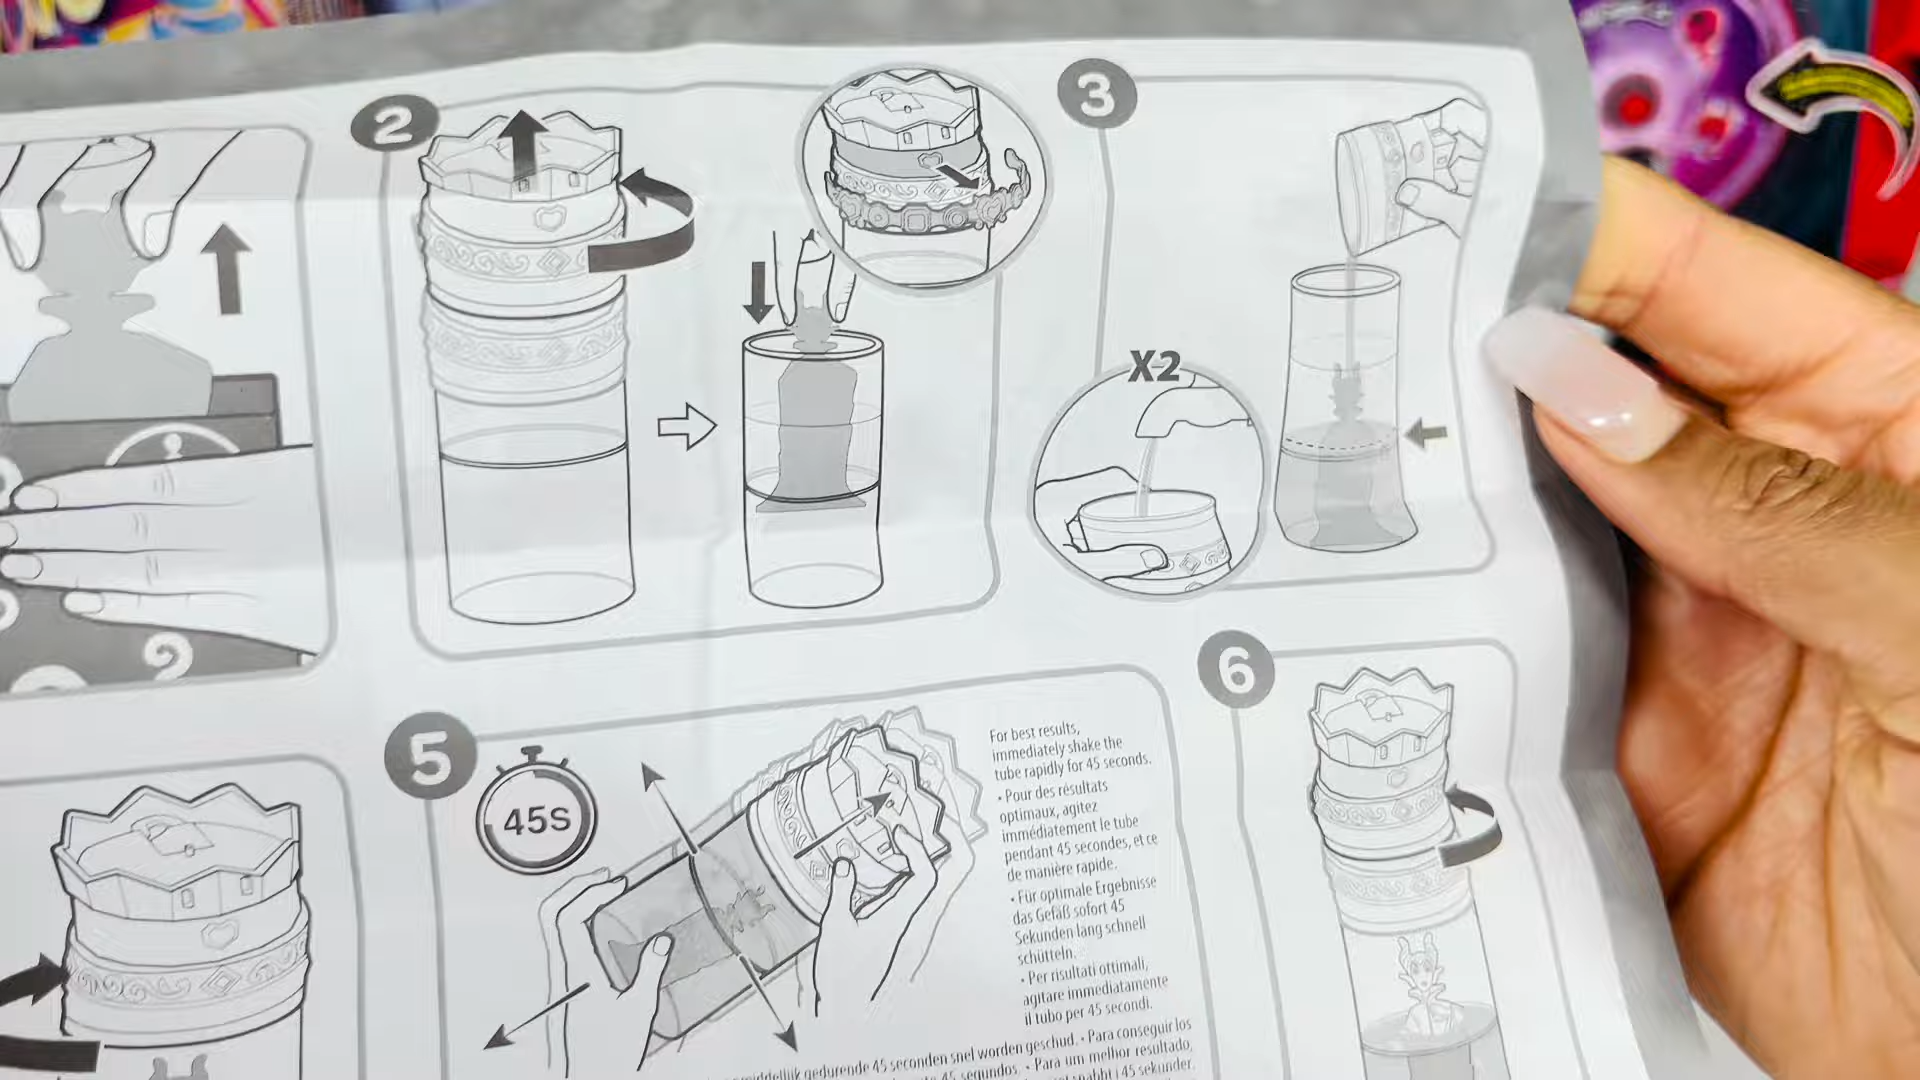 2
3
X2
5
45S
For best results,
immediately shake the
tube rapidly for 45 seconds.
• Pour des résultats
optimaux, agitez
immédiatement le tube
pendant 45 secondes, et ce
de manière rapide.
• Für optimale Ergebnisse
das Gefäß sofort 45
Sekunden lang schnell
schütteln.
• Per risultati ottimali,
agitare immediatamente
il tubo per 45 secondi.
gedurende 45 seconden snel worden geschud. • Para conseguir los
45 segundos. • Para um melhor resultado,
i 45 sekunder.
6